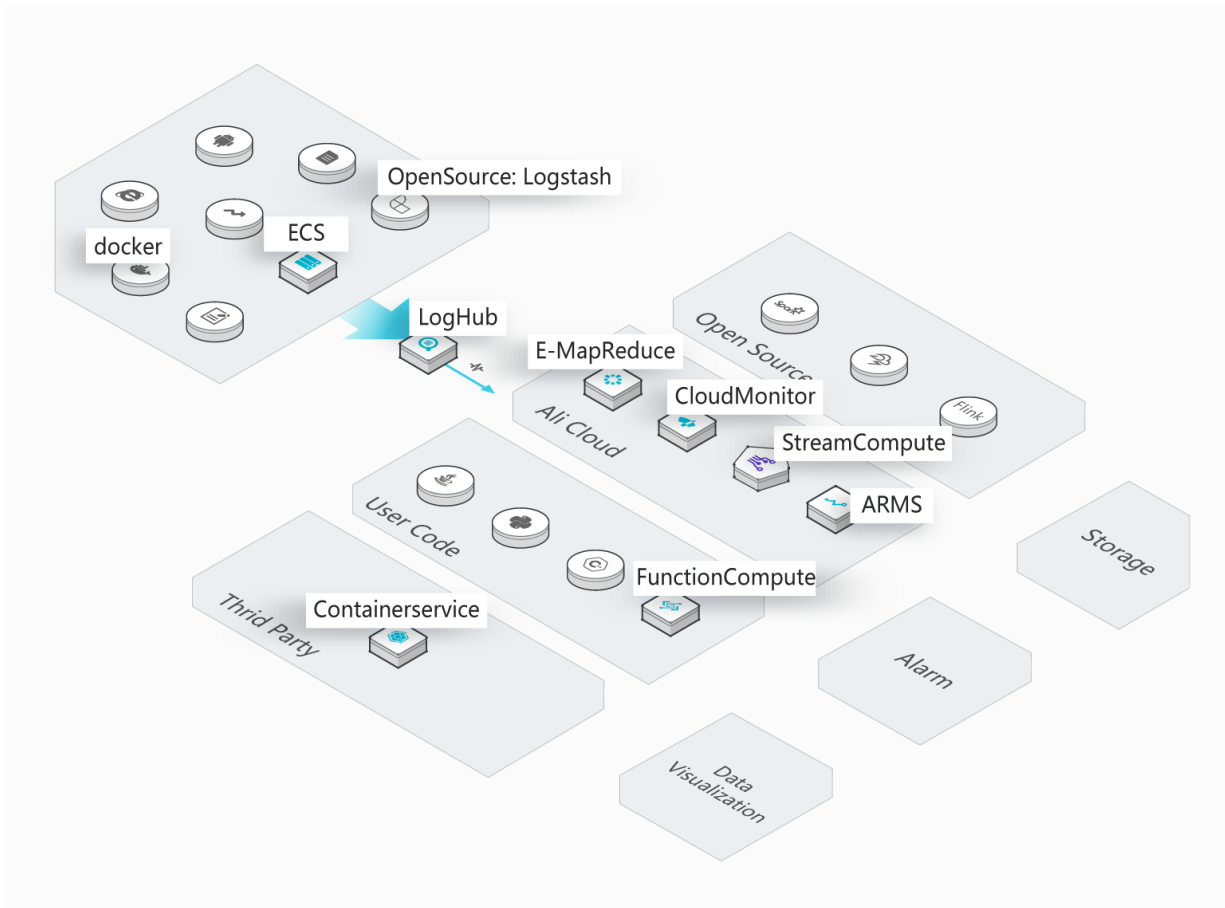 OpenSource: Logstash
ECS
docker
LogHub
E-MapReduce
CloudMonitor
StreamCompute
ARMS
Open Source
Spark
Flink
Ali Cloud
User Code
FunctionCompute
Containerservice
Thrid Party
Storage
Alarm
Data
Visualization